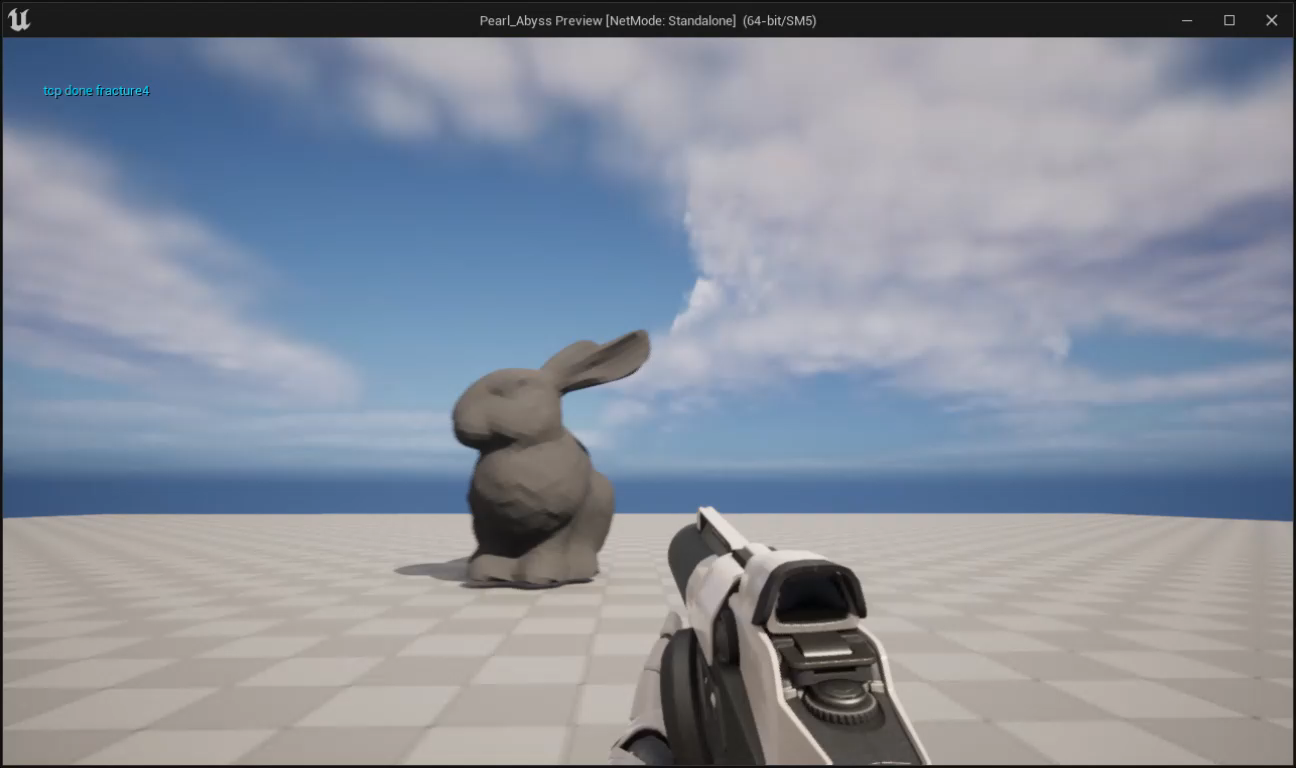 Pearl_Abyss Preview [NetMode: Standalone] (64-bit/SM5)
tcp done fracture4